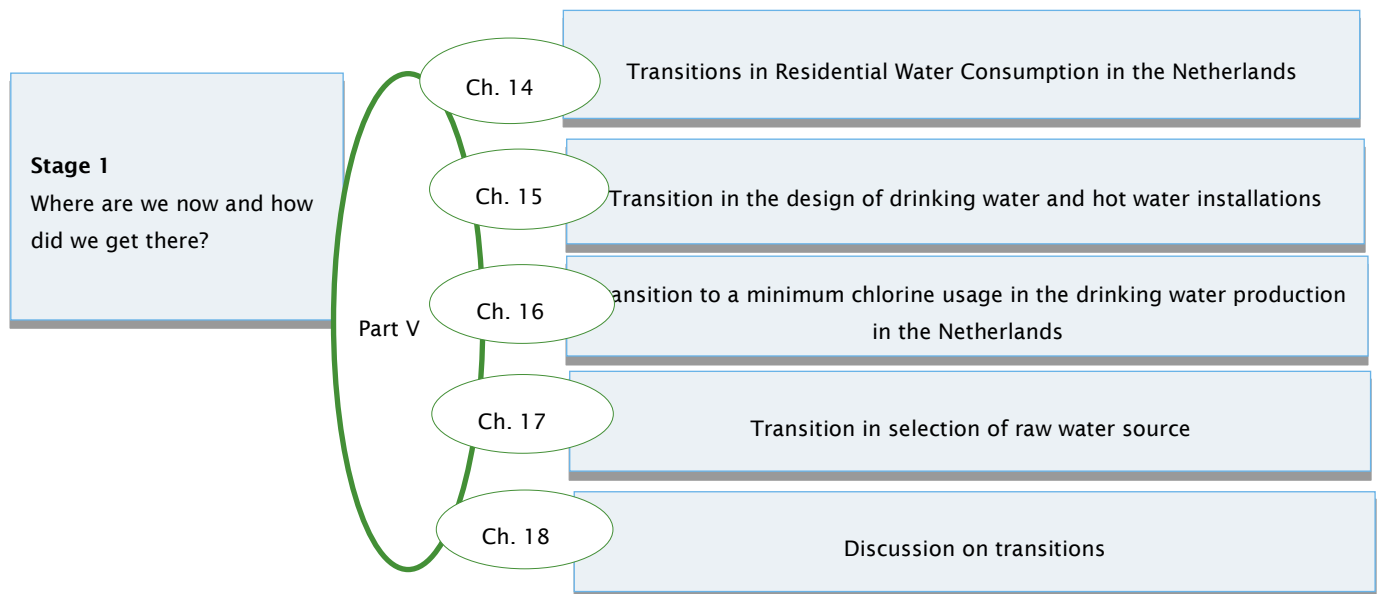 Stage 1
Where are we now and how
did we get there?
Part V
Ch. 14
Transitions in Residential Water Consumption in the Netherlands
Ch. 15
Transition in the design of drinking water and hot water installations
Ch. 16
ansition to a minimum chlorine usage in the drinking water production
in the Netherlands
Ch. 17
Transition in selection of raw water source
Ch. 18
Discussion on transitions